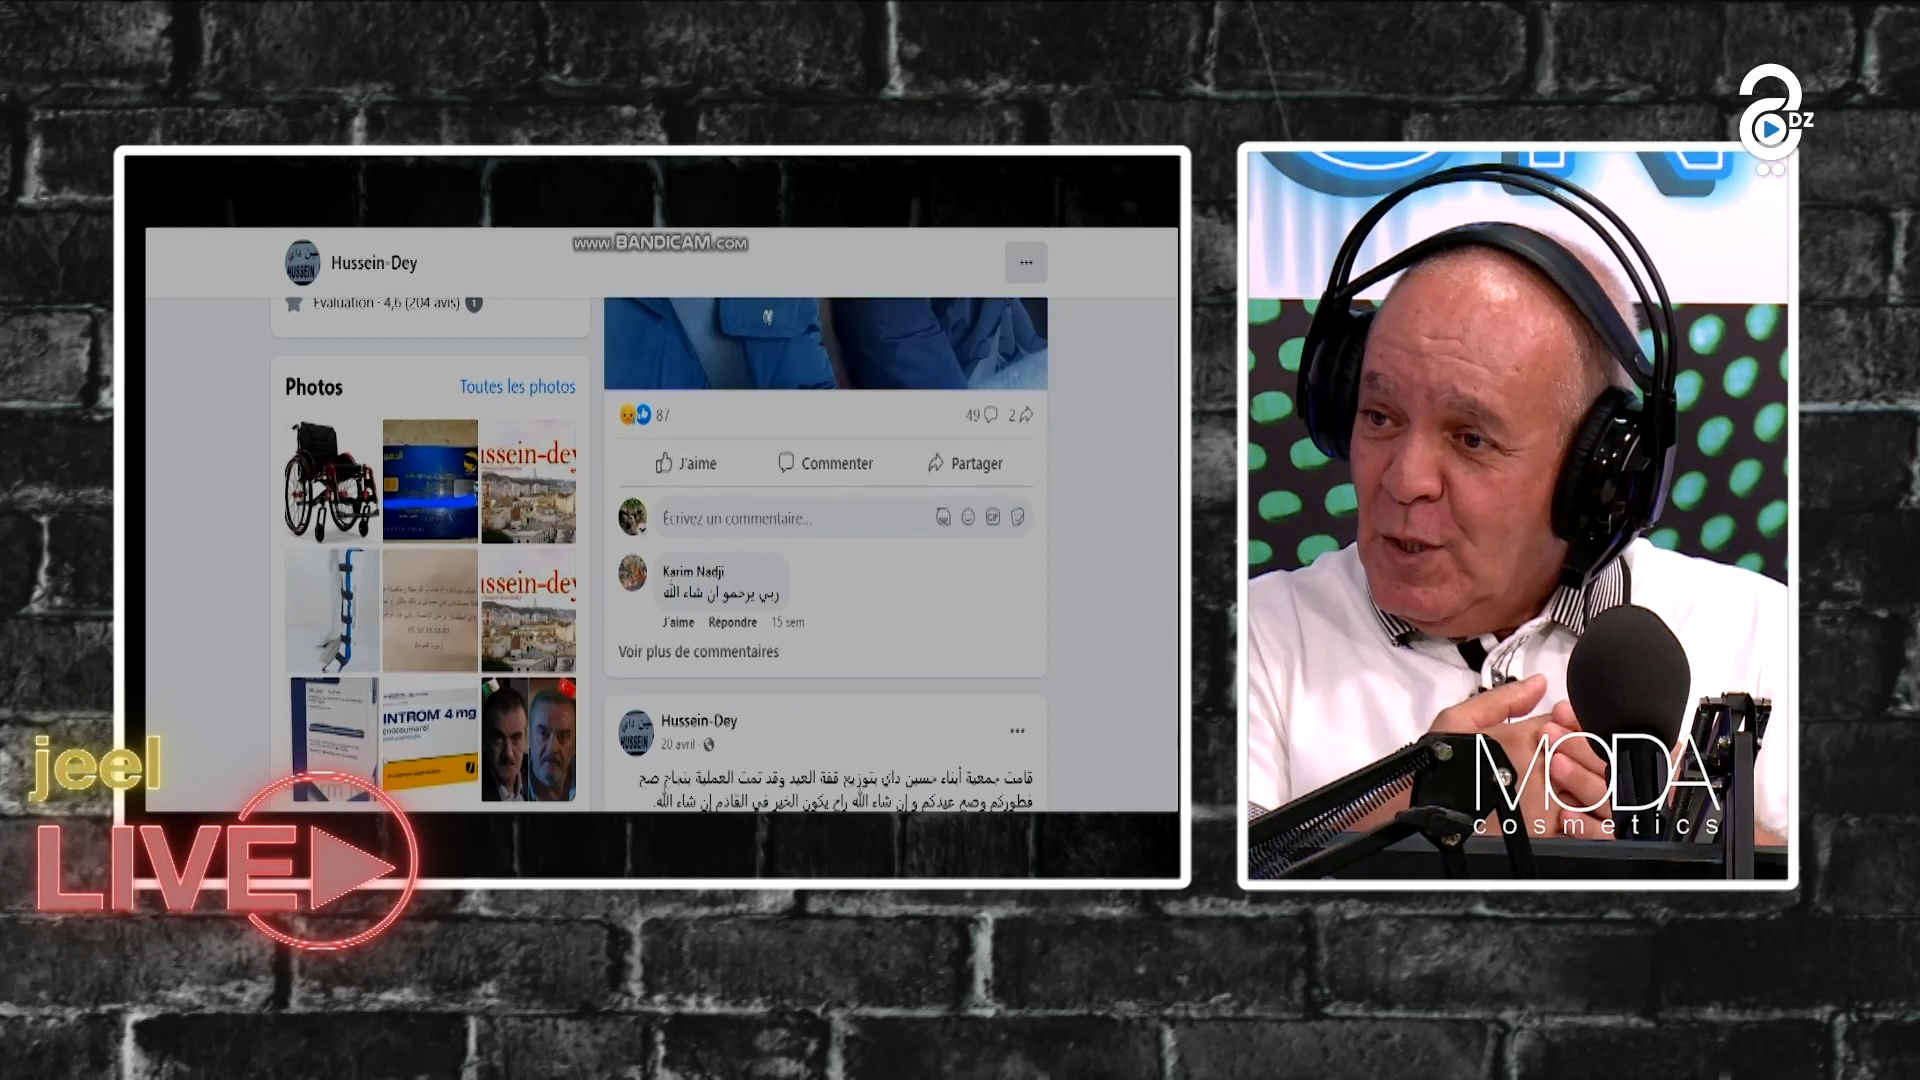 DZ
www.BANDICAM.com
Hussein-Dey
Evaluation · 4,6 (204 avis)
Photos
Toutes les photos
ussein-dey
ussein-dey
INTROM 4 mg
87
49
2
J'aime
Commenter
Partager
Écrivez un commentaire...
GIF
Karim Nadji
ربي يرحمو ان شاء الله
J'aime
Répondre
15 sem
Voir plus de commentaires
Hussein-Dey
20 avril
قامت جمعية أبناء حسين داي بتوزيع قفة العيد وقد تمت العملية بنجاح صح
فطوركم وصح عيدكم و إن شاء الله راح يكون الخير في القادم إن شاء الله.
jeel
LIVE
MODA
cosmetics